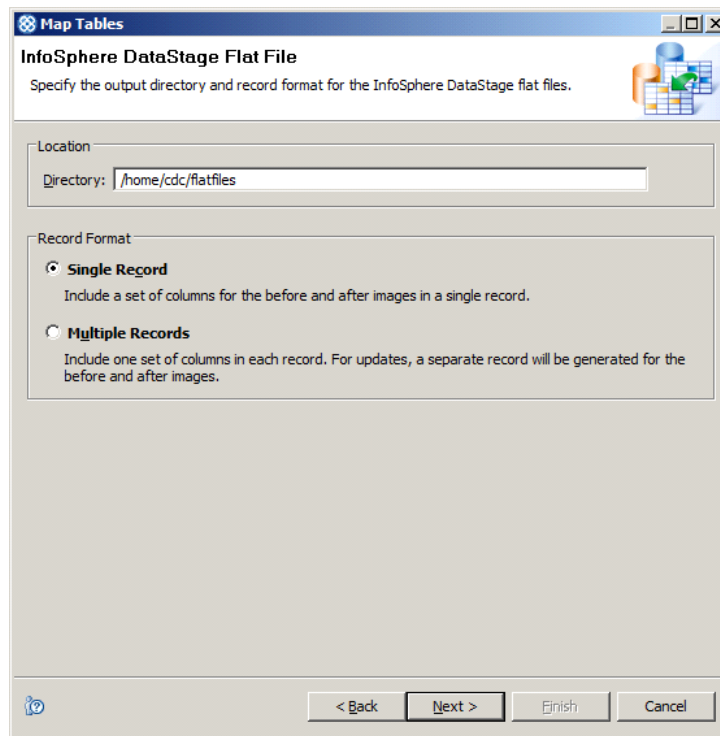 Map Tables
InfoSphere DataStage Flat File
Specify the output directory and record format for the InfoSphere DataStage flat files.
Location
Directory: /home/cdc/flatfiles
Record Format
Single Record
Include a set of columns for the before and after images in a single record.
Multiple Records
Include one set of columns in each record. For updates, a separate record will be generated for the
before and after images.
< Back Next > Finish Cancel